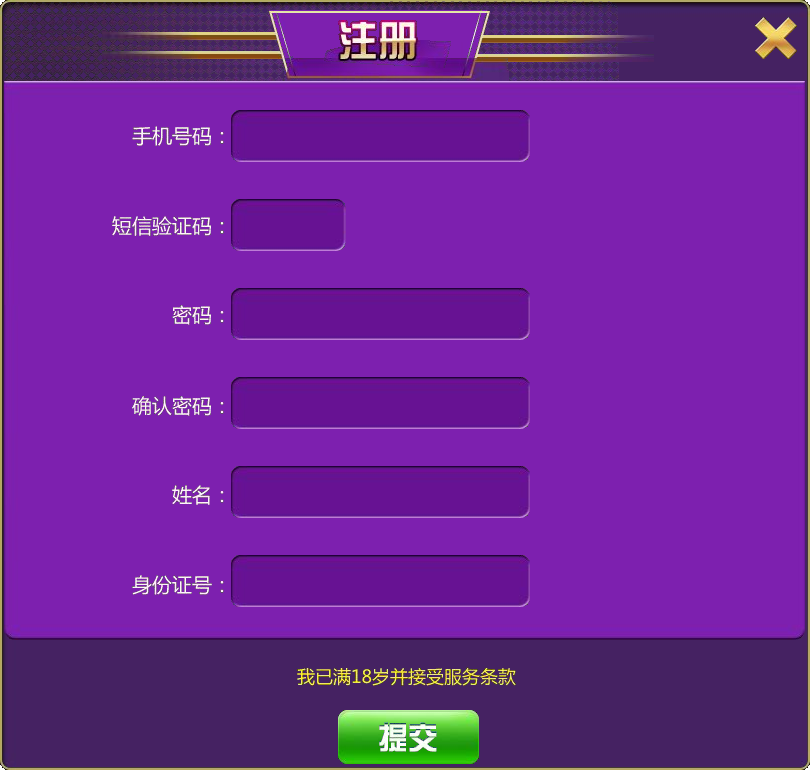 注册
手机号码：
短信验证码：
密码：
确认密码：
姓名：
身份证号：
我已满18岁并接受服务条款
提交